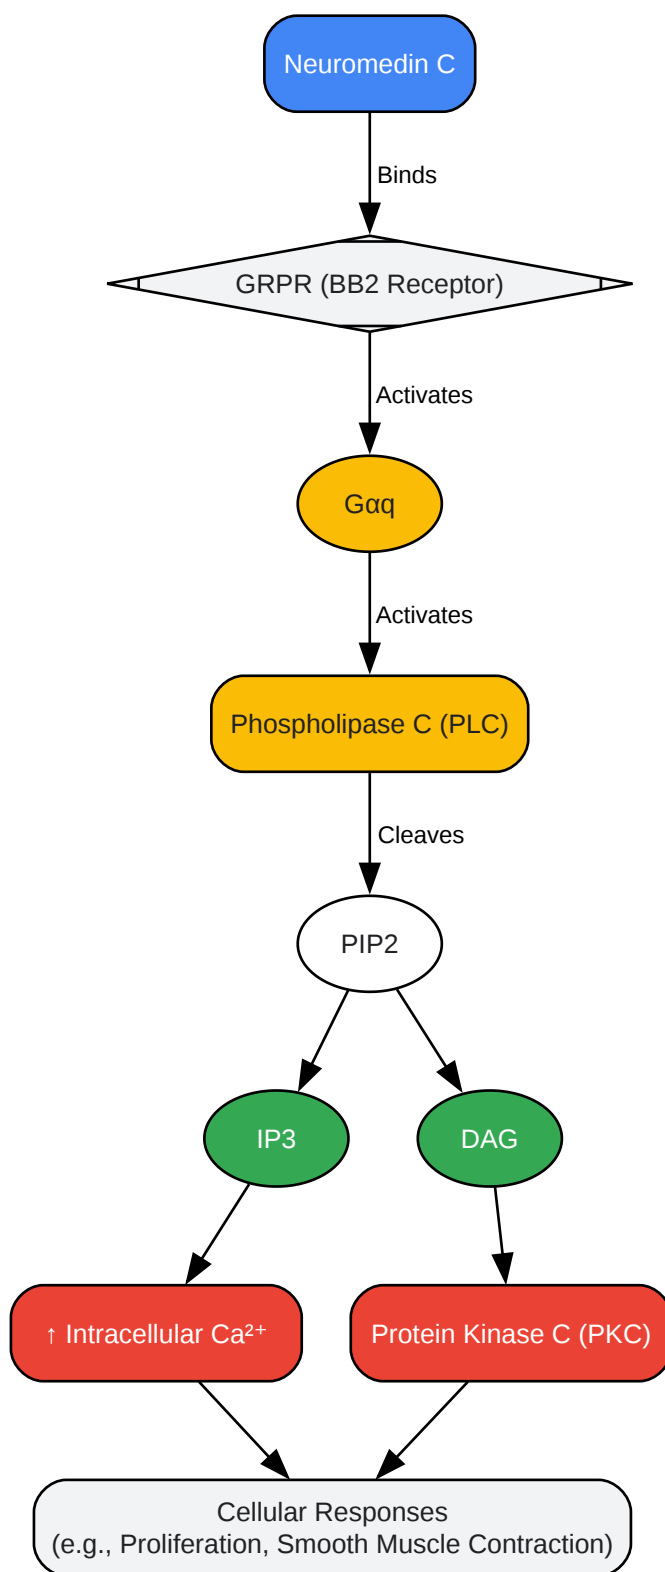 Neuromedin C
Binds
GRPR (BB2 Receptor)
Activates
Gαq
Activates
Phospholipase C (PLC)
Cleaves
PIP2
IP3
DAG
↑ Intracellular Ca²⁺
Protein Kinase C (PKC)
Cellular Responses
(e.g., Proliferation, Smooth Muscle Contraction)